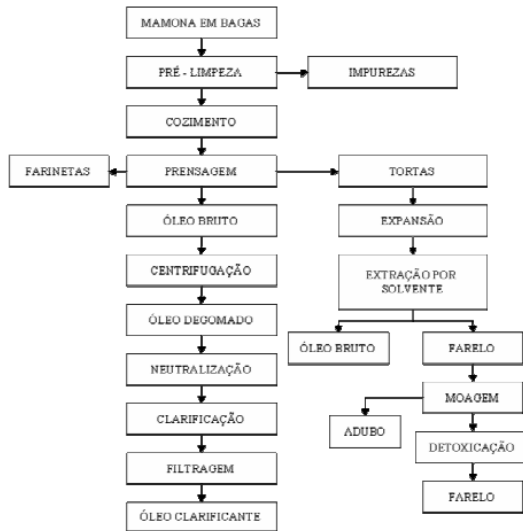 MAMONA EM BAGAS
PRÉ - LIMPEZA
IMPUREZAS
COZIMENTO
FARINETAS
PRENSAGEM
TORTAS
ÓLEO BRUTO
EXPANSÃO
CENTRIFUGAÇÃO
EXTRAÇÃO POR
SOLVENTE
ÓLEO DEGOMADO
ÓLEO BRUTO
FARELO
NEUTRALIZAÇÃO
MOAGEM
CLARIFICAÇÃO
ADUBO
DETOXICAÇÃO
FILTRAGEM
FARELO
ÓLEO CLARIFICANTE